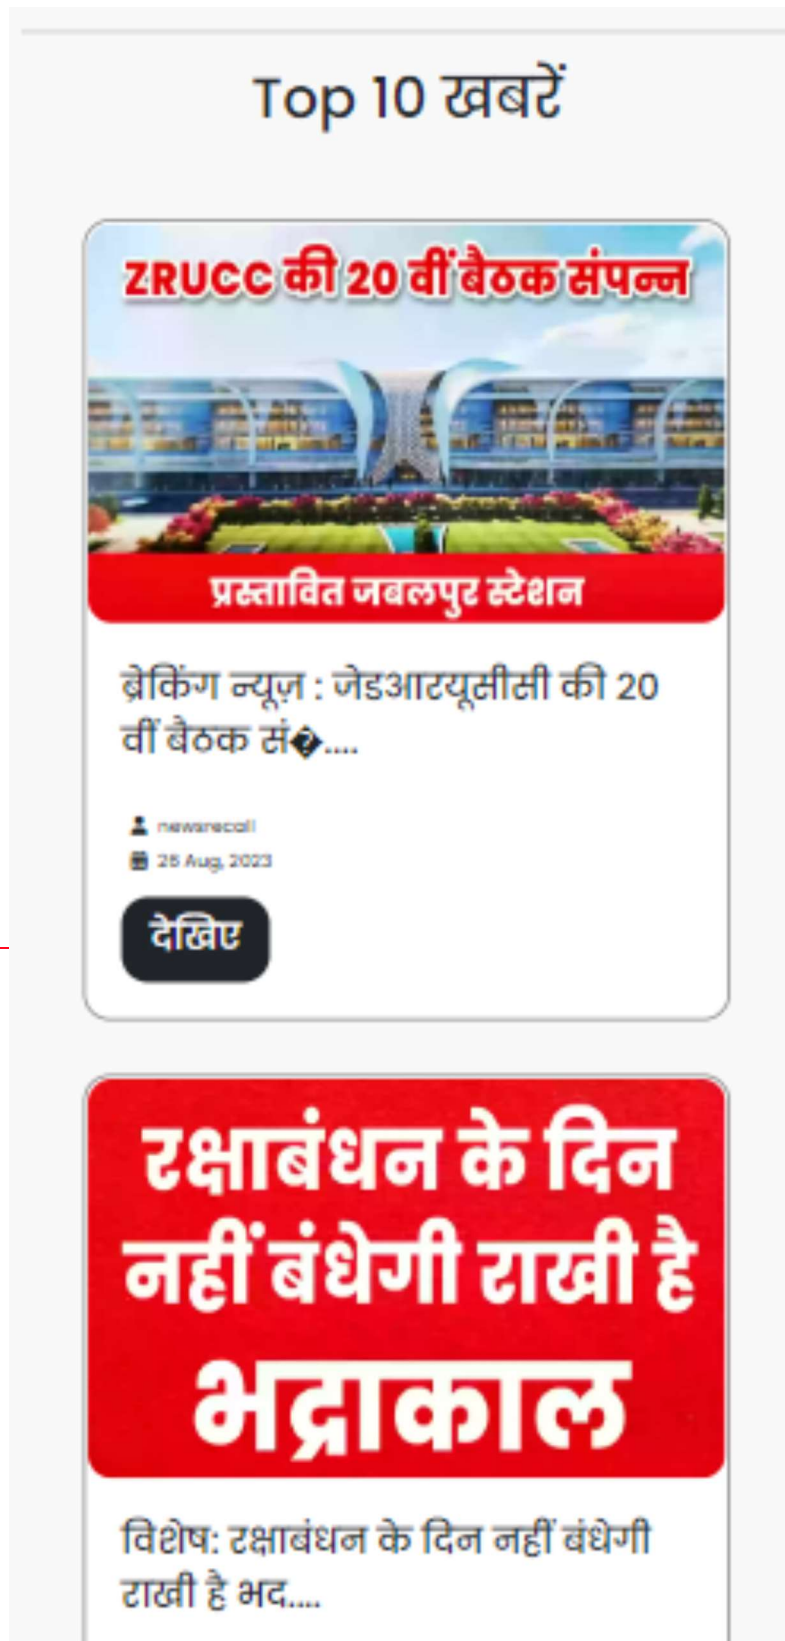 Top 10 खबरें
ZRUCC की 20 वीं बैठक संपन्न
प्रस्तावित जबलपुर स्टेशन
ब्रेकिंग न्यूज़ : जेडआरयूसीसी की 20
वीं बैठक सं�....
newsrecall
26 Aug, 2023
देखिए
रक्षाबंधन के दिन
नहीं बंधेगी राखी है
भद्राकाल
विशेष: रक्षाबंधन के दिन नहीं बंधेगी
राखी है भद....